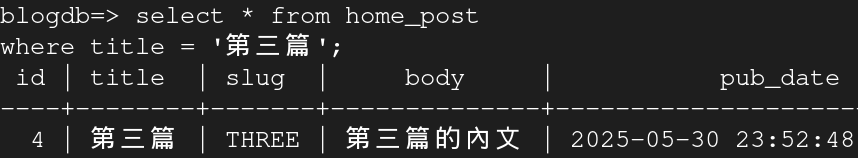 blogdb=> select * from home_post
where title = '第三篇';
 id | title  | slug  |     body      |           pub_date
----+--------+-------+---------------+---------------------
  4 | 第三篇 | THREE | 第三篇的內文 | 2025-05-30 23:52:48